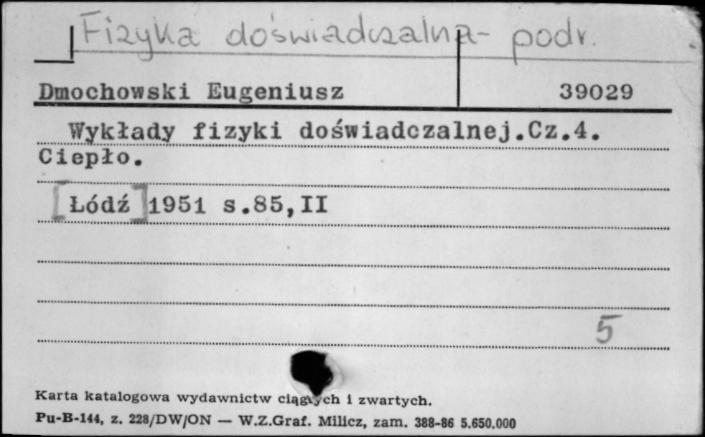 Fizyka doświadczalna - podr.
Dmochowski Eugeniusz 39029
Wykłady fizyki doświadczalnej.Cz.4.
Ciepło.
[Łódź] 1951 s.85,II
5
Karta katalogowa wydawnictw ciągłych i zwartych.
Pu-B-144, z. 228/DW/ON — W.Z.Graf. Milicz, zam. 388-86 5.650.000